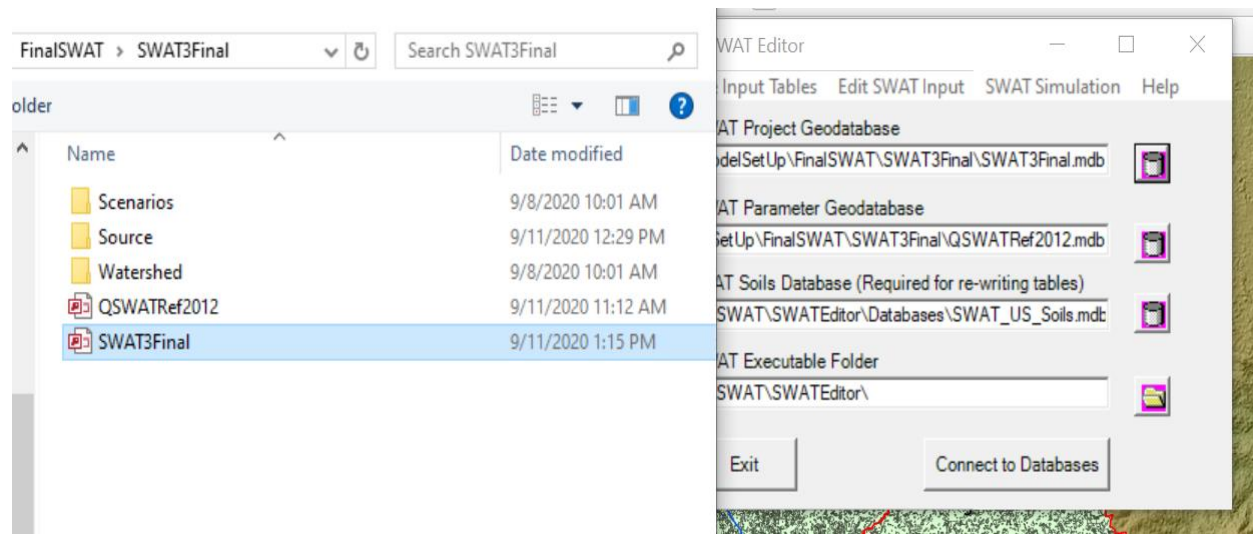 FinalSWAT > SWAT3Final
Search SWAT3Final
older
Name
Date modified
Scenarios
9/8/2020 10:01 AM
Source
9/11/2020 12:29 PM
Watershed
9/8/2020 10:01 AM
QSWATRef2012
9/11/2020 11:12 AM
SWAT3Final
9/11/2020 1:15 PM
WAT Editor
Input Tables Edit SWAT Input SWAT Simulation Help
AT Project Geodatabase
odelSetUp\FinalSWAT\SWAT3Final\SWAT3Final.mdb
AT Parameter Geodatabase
SetUp\FinalSWAT\SWAT3Final\QSWATRef2012.mdb
AT Soils Database (Required for re-writing tables)
SWAT\SWATEditor\Databases\SWAT_US_Soils.mdb
AT Executable Folder
SWAT\SWATEditor\
Exit
Connect to Databases